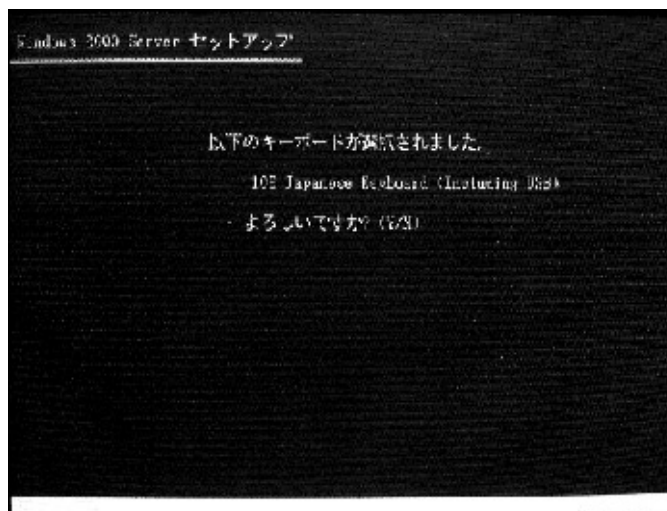 Windows 2000 Server セットアップ
以下のキーボードが選択されました。
106 Japanese Keyboard (Including USB)
よろしいですか? (Y/N)